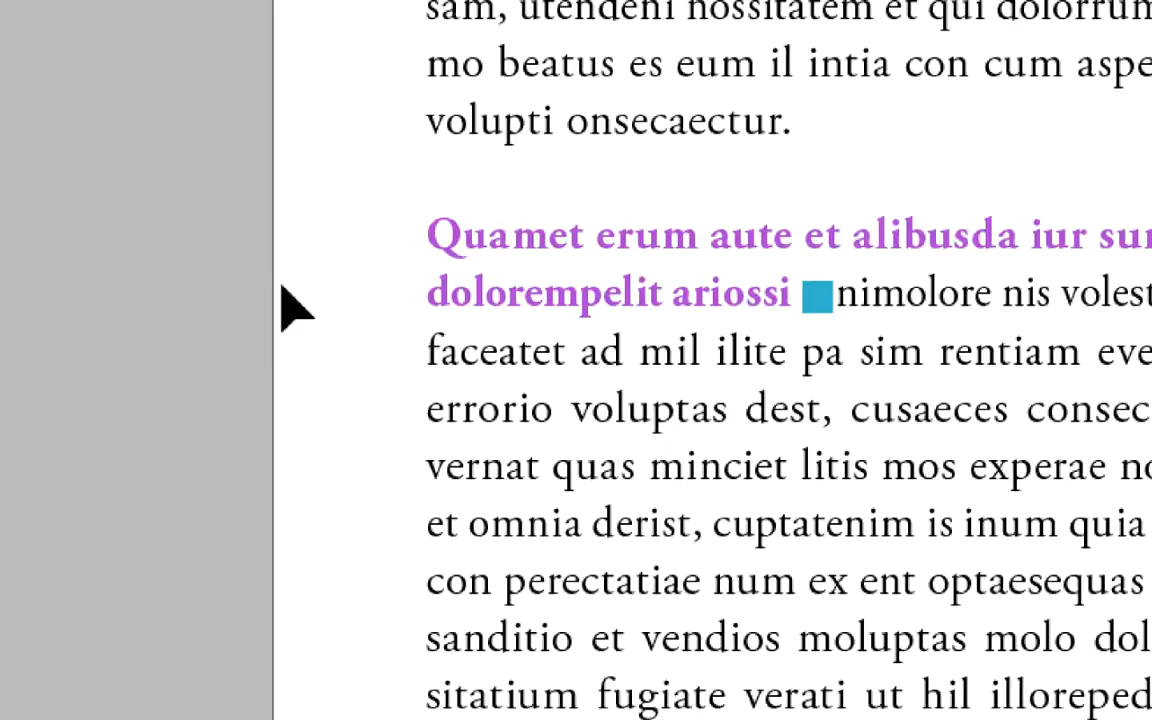 sam, utendeni nossitatem et qui dolorrum
mo beatus es eum il intia con cum aspe
volupti onsecaectur.
Quamet erum aute et alibusda iur sun
dolorempelit ariossi nimolore nis volest
faceatet ad mil ilite pa sim rentiam eve
errorio voluptas dest, cusaeces consec
vernat quas minciet litis mos experae no
et omnia derist, cuptatenim is inum quia
con perectatiae num ex ent optaesequas
sanditio et vendios moluptas molo dol
sitatium fugiate verati ut hil illoreped